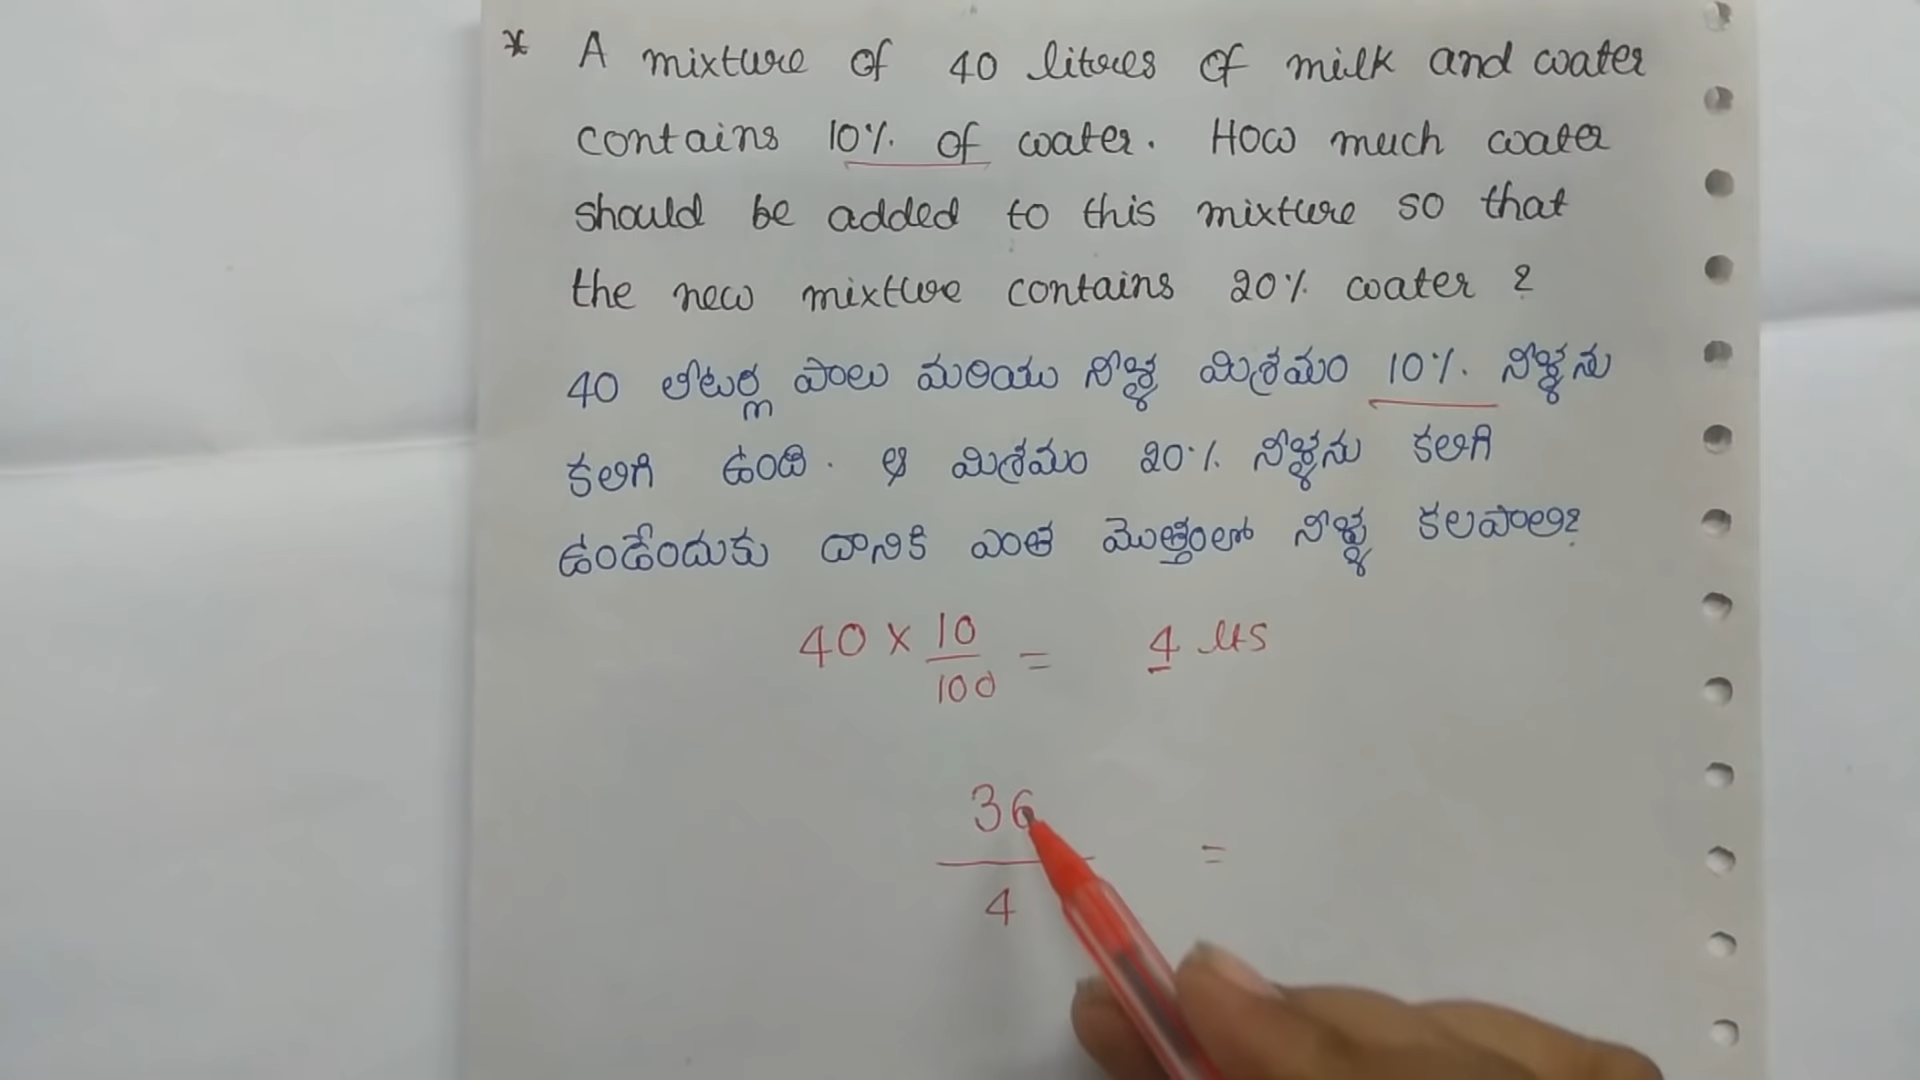 * A mixture of 40 litres of milk and water
contains 10% of water. How much water
should be added to this mixture so that
the new mixture contains 20% water ?
40 లీటర్ల పాలు మరియు నీళ్ళ మిశ్రమం 10% నీళ్ళను
కలిగి ఉంది. ఆ మిశ్రమం 20% నీళ్ళను కలిగి
ఉండేందుకు దానికి ఎంత మొత్తంలో నీళ్ళు కలపాలి?
40 × 10/100 = 4 lts
36/4 =